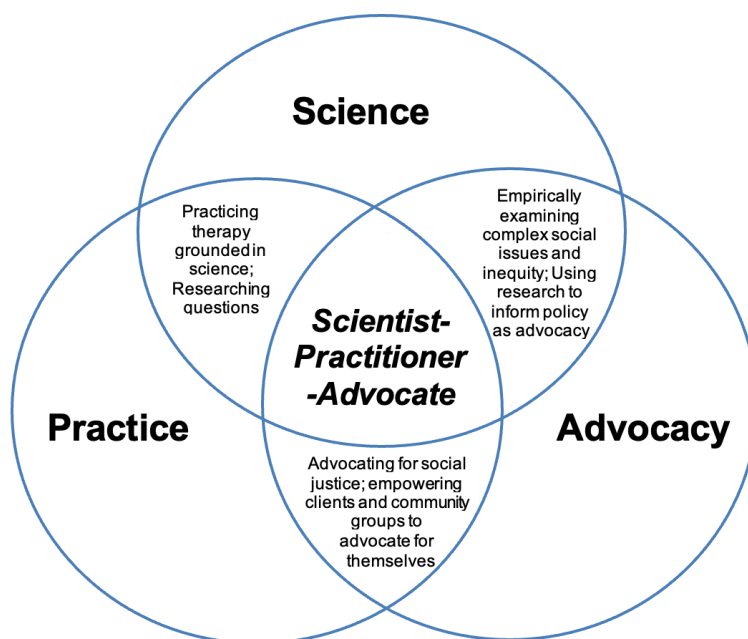 Science
Practicing
therapy
grounded in
science;
Researching
questions
Empirically
examining
complex social
issues and
inequity; Using
research to
inform policy
as advocacy
Scientist-
Practitioner
-Advocate
Practice
Advocacy
Advocating for social
justice; empowering
clients and community
groups to
advocate for
themselves